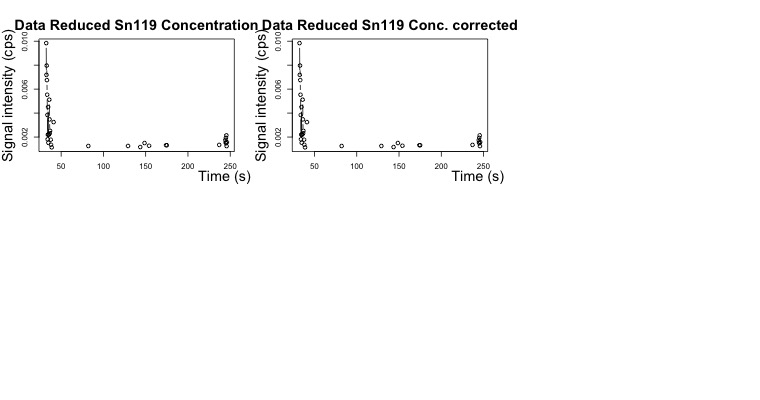 Data Reduced Sn119 Concentration
Signal intensity (cps)
0.010
0.006
0.002
50 100 150 200 250
Time (s)
Data Reduced Sn119 Conc. corrected
Signal intensity (cps)
0.010
0.006
0.002
50 100 150 200 250
Time (s)